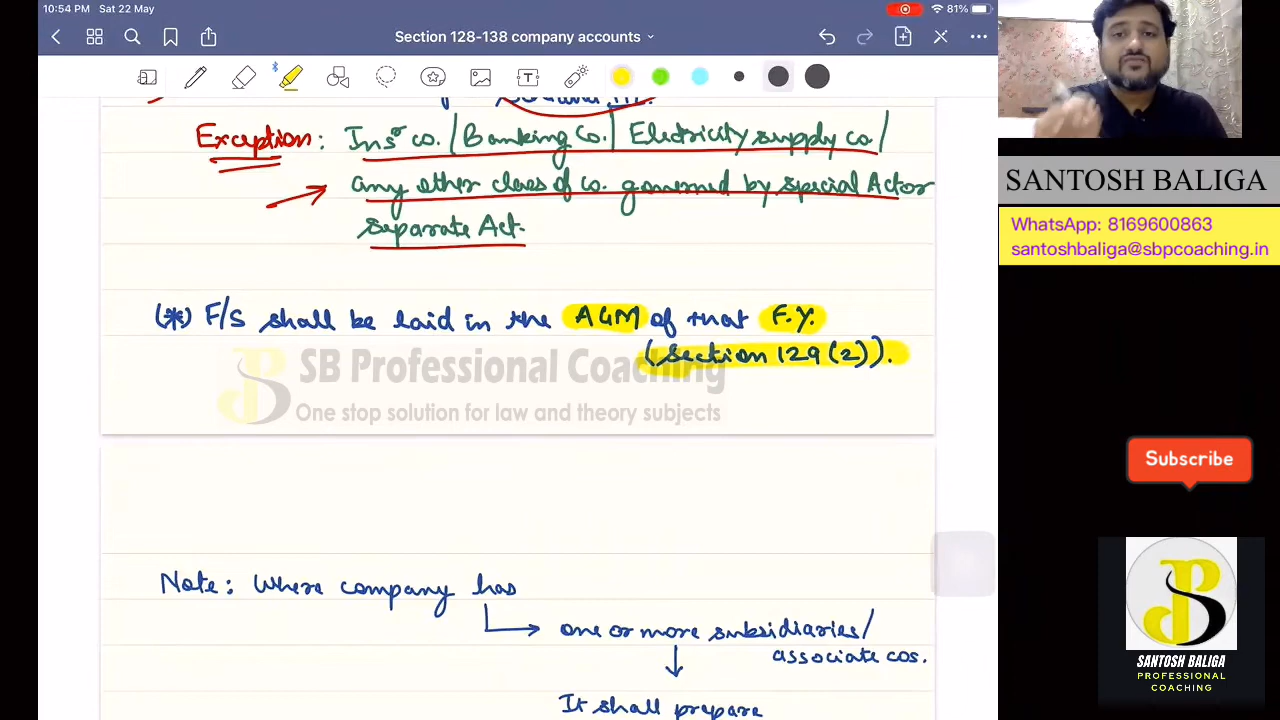 10:54 PM Sat 22 May
81%
Section 128-138 company accounts
Exception: Insce co./Banking Co./Electricity supply co/
any other class of co. governed by special Act or
separate Act.
(*) F/S shall be laid in the AGM of that F.Y.
(section 129(2)).
SB Professional Coaching
One stop solution for law and theory subjects
Note: Where company has
one or more subsidiaries/
associate cos.
It shall prepare
SANTOSH BALIGA
WhatsApp: 8169600863
santoshbaliga@sbpcoaching.in
Subscribe
SANTOSH BALIGA
PROFESSIONAL
COACHING